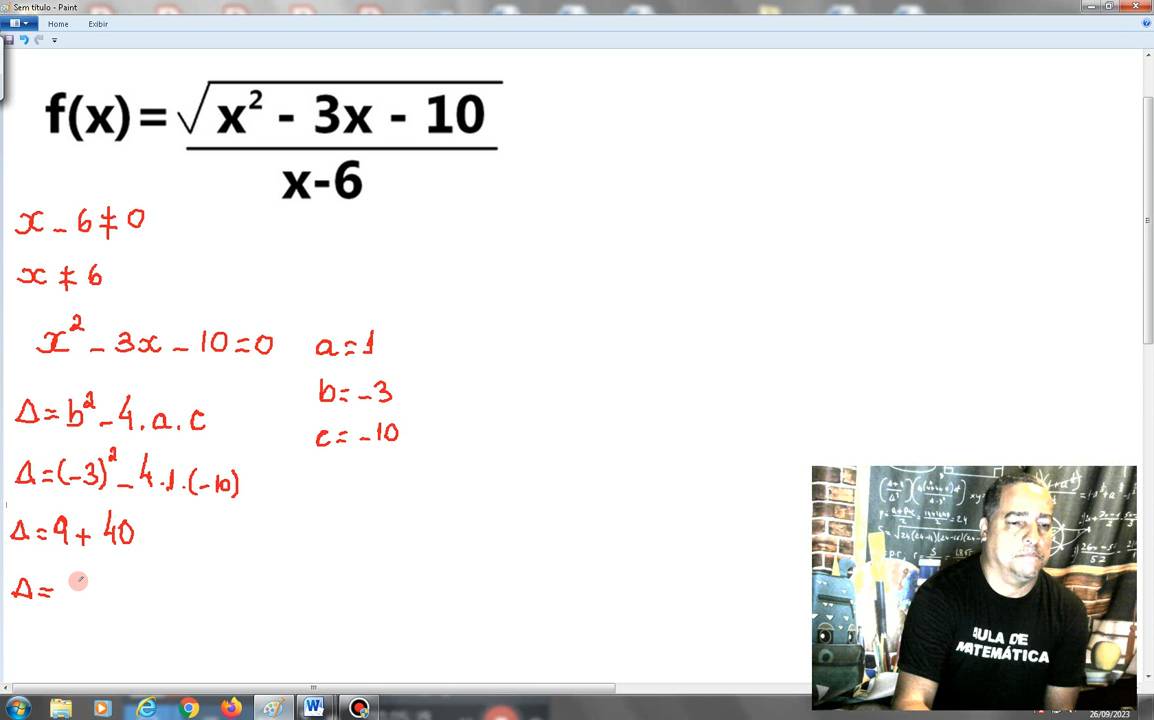 Sem título - Paint
Home Exibir
f(x) = √x² - 3x - 10
x-6
x - 6 ≠ 0
x ≠ 6
x² - 3x - 10 = 0
a = 1
b = -3
c = -10
Δ = b² - 4 . a . c
Δ = (-3)² - 4 . 1 . (-10)
Δ = 9 + 40
Δ =
AULA DE
MATEMÁTICA
26/09/2023